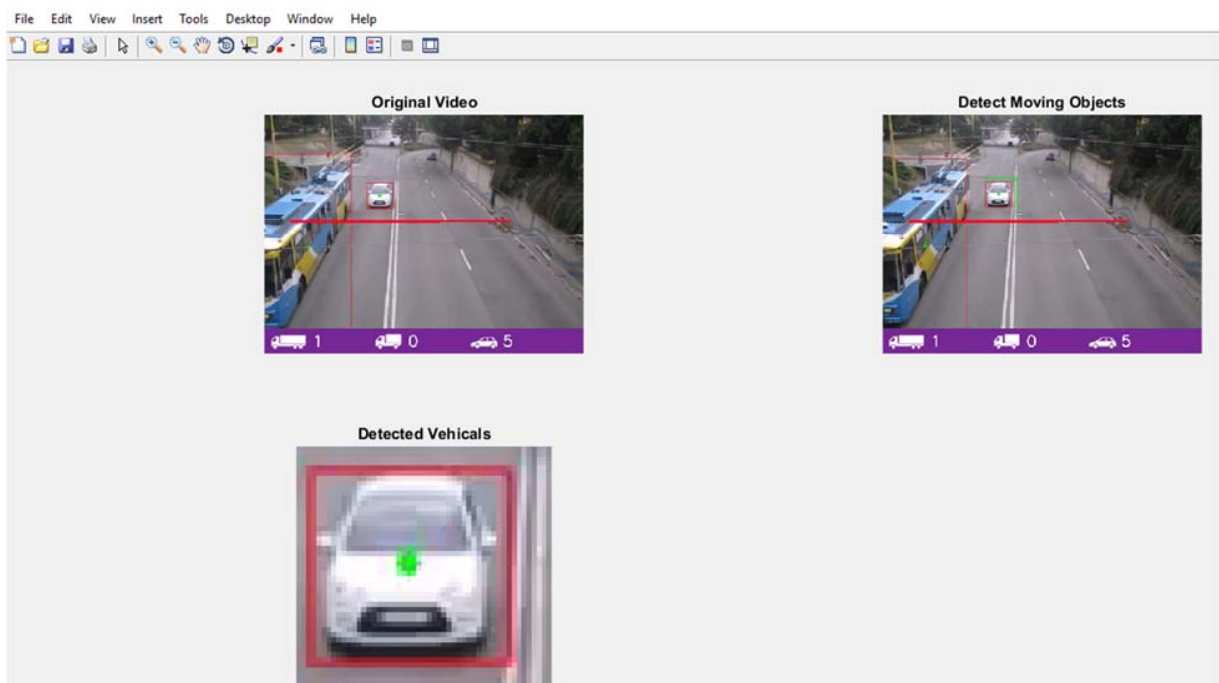 File Edit View Insert Tools Desktop Window Help
Original Video
Detect Moving Objects
1 0 5
1 0 5
Detected Vehicals